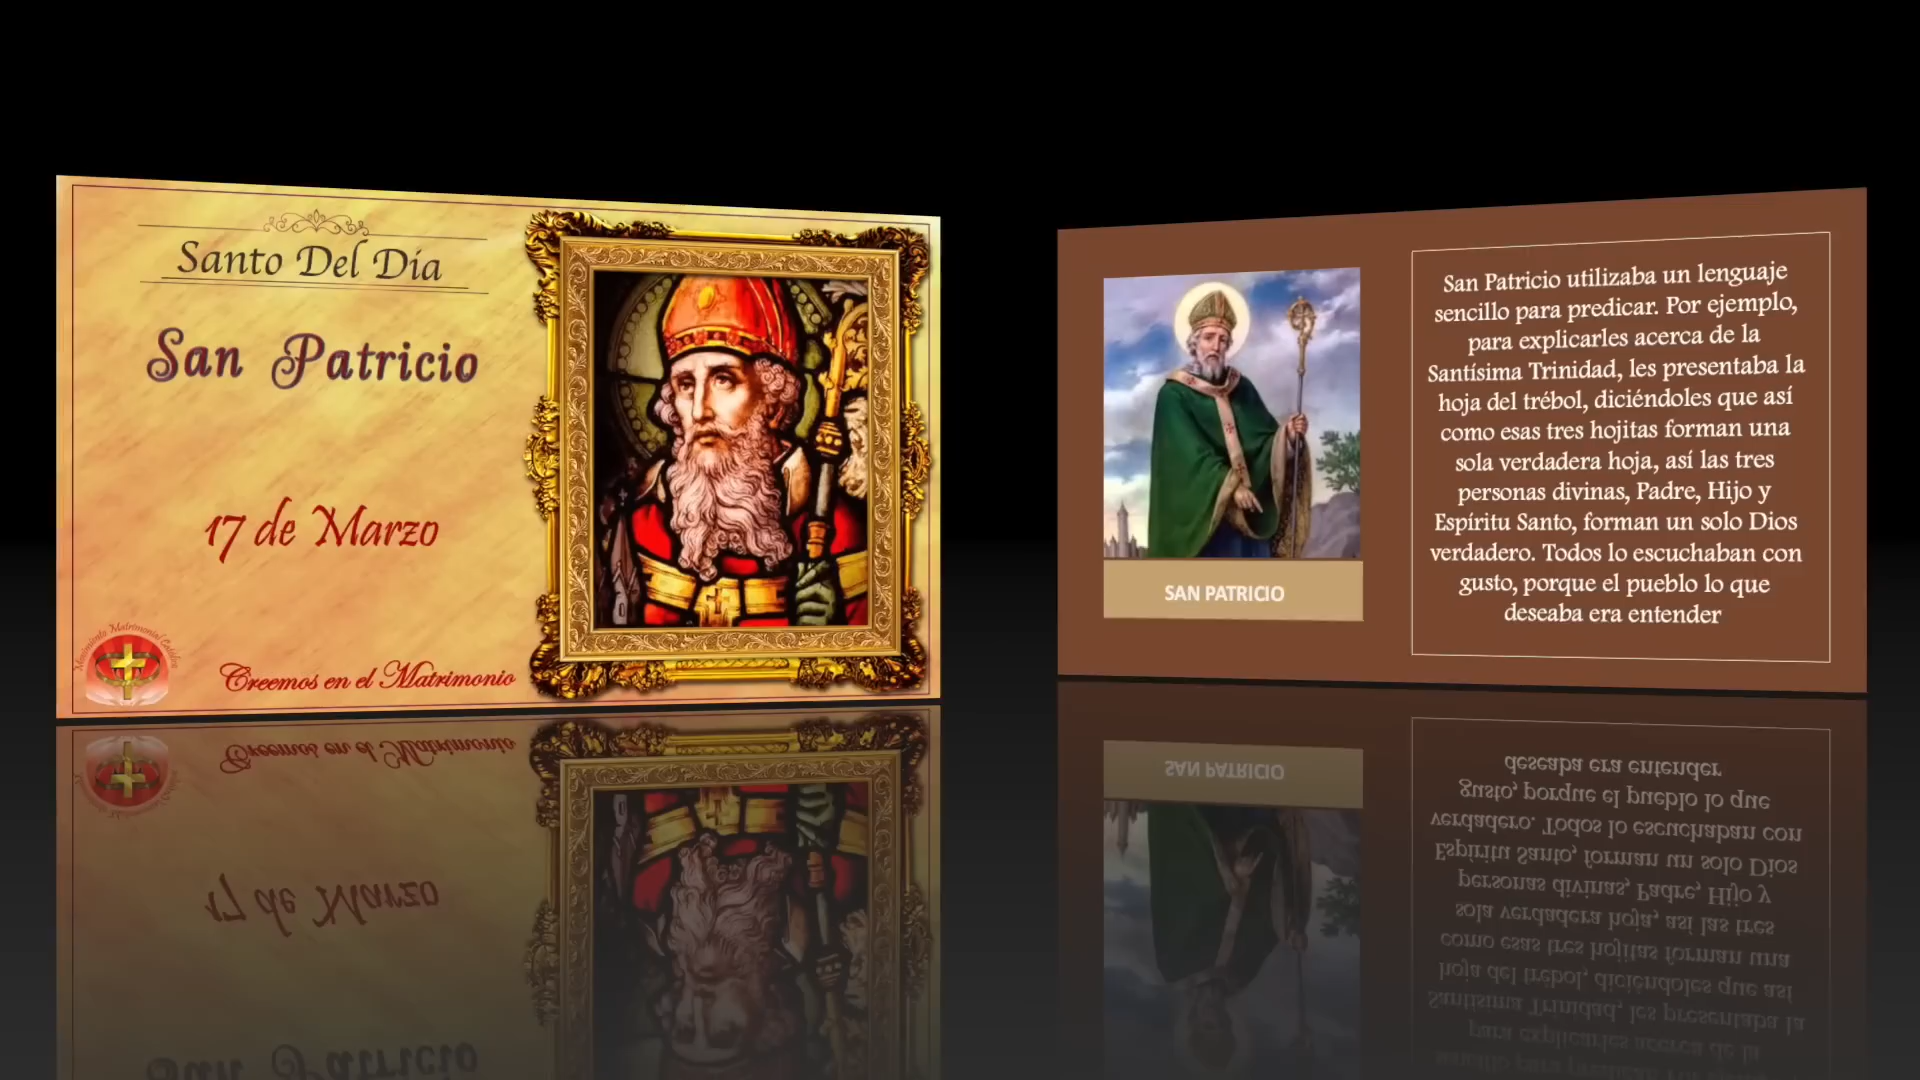 Santo Del Día
San Patricio
17 de Marzo
Movimiento Matrimonial Católico
Creemos en el Matrimonio
SAN PATRICIO
San Patricio utilizaba un lenguaje
sencillo para predicar. Por ejemplo,
para explicarles acerca de la
Santísima Trinidad, les presentaba la
hoja del trébol, diciéndoles que así
como esas tres hojitas forman una
sola verdadera hoja, así las tres
personas divinas, Padre, Hijo y
Espíritu Santo, forman un solo Dios
verdadero. Todos lo escuchaban con
gusto, porque el pueblo lo que
deseaba era entender